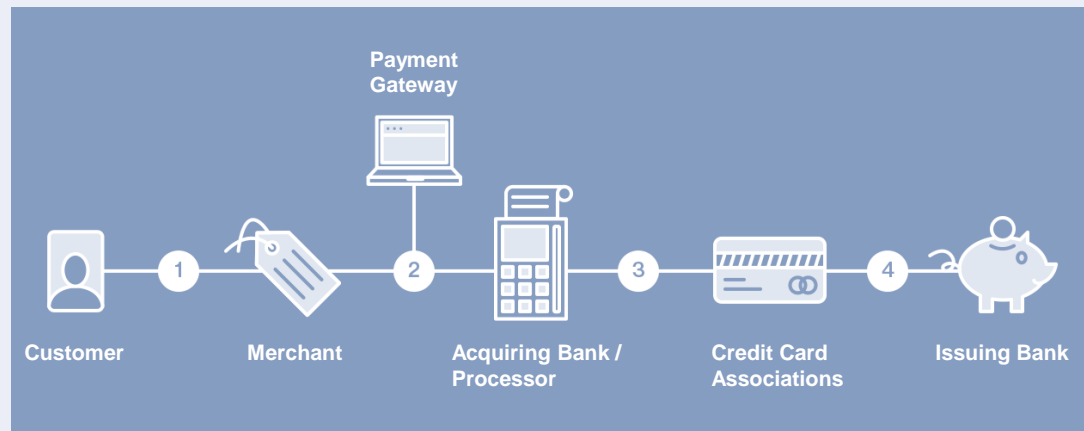 Payment
Gateway
1
2
3
4
Customer
Merchant
Acquiring Bank /
Processor
Credit Card
Associations
Issuing Bank